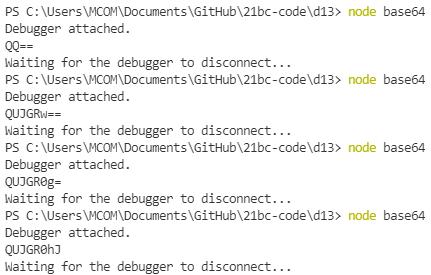 PS C:\Users\MCOM\Documents\GitHub\21bc-code\d13> node base64
Debugger attached.
QQ==
Waiting for the debugger to disconnect...
PS C:\Users\MCOM\Documents\GitHub\21bc-code\d13> node base64
Debugger attached.
QUJGRw==
Waiting for the debugger to disconnect...
PS C:\Users\MCOM\Documents\GitHub\21bc-code\d13> node base64
Debugger attached.
QUJGR0g=
Waiting for the debugger to disconnect...
PS C:\Users\MCOM\Documents\GitHub\21bc-code\d13> node base64
Debugger attached.
QUJGR0hJ
Waiting for the debugger to disconnect...